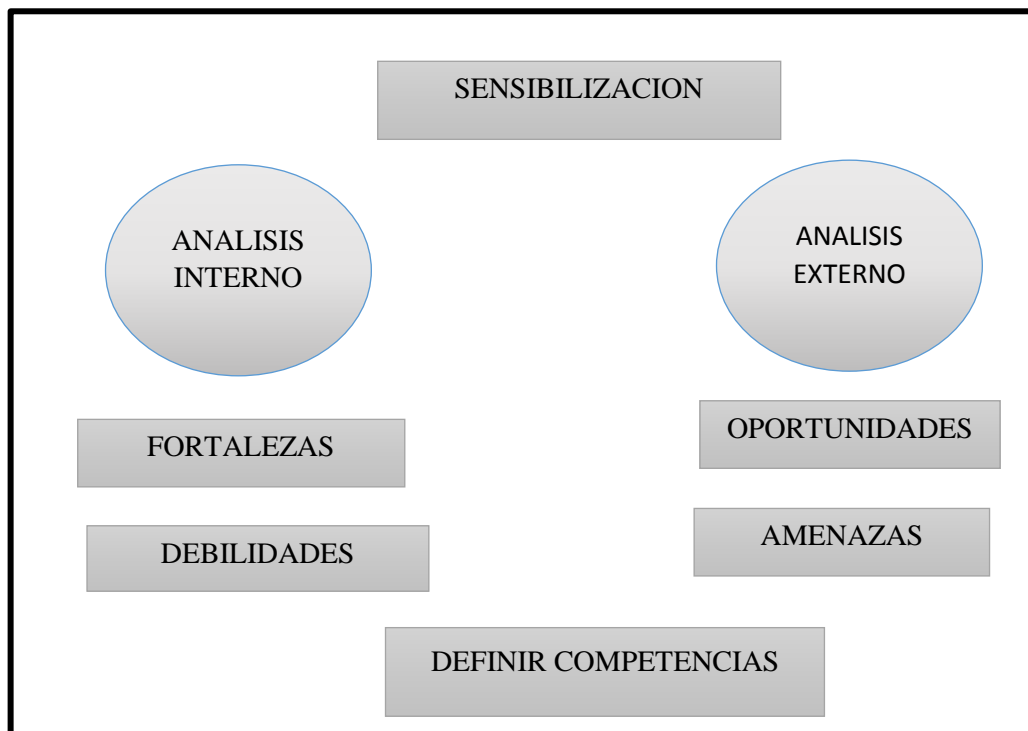 SENSIBILIZACION
ANALISIS
INTERNO
ANALISIS
EXTERNO
FORTALEZAS
OPORTUNIDADES
DEBILIDADES
AMENAZAS
DEFINIR COMPETENCIAS